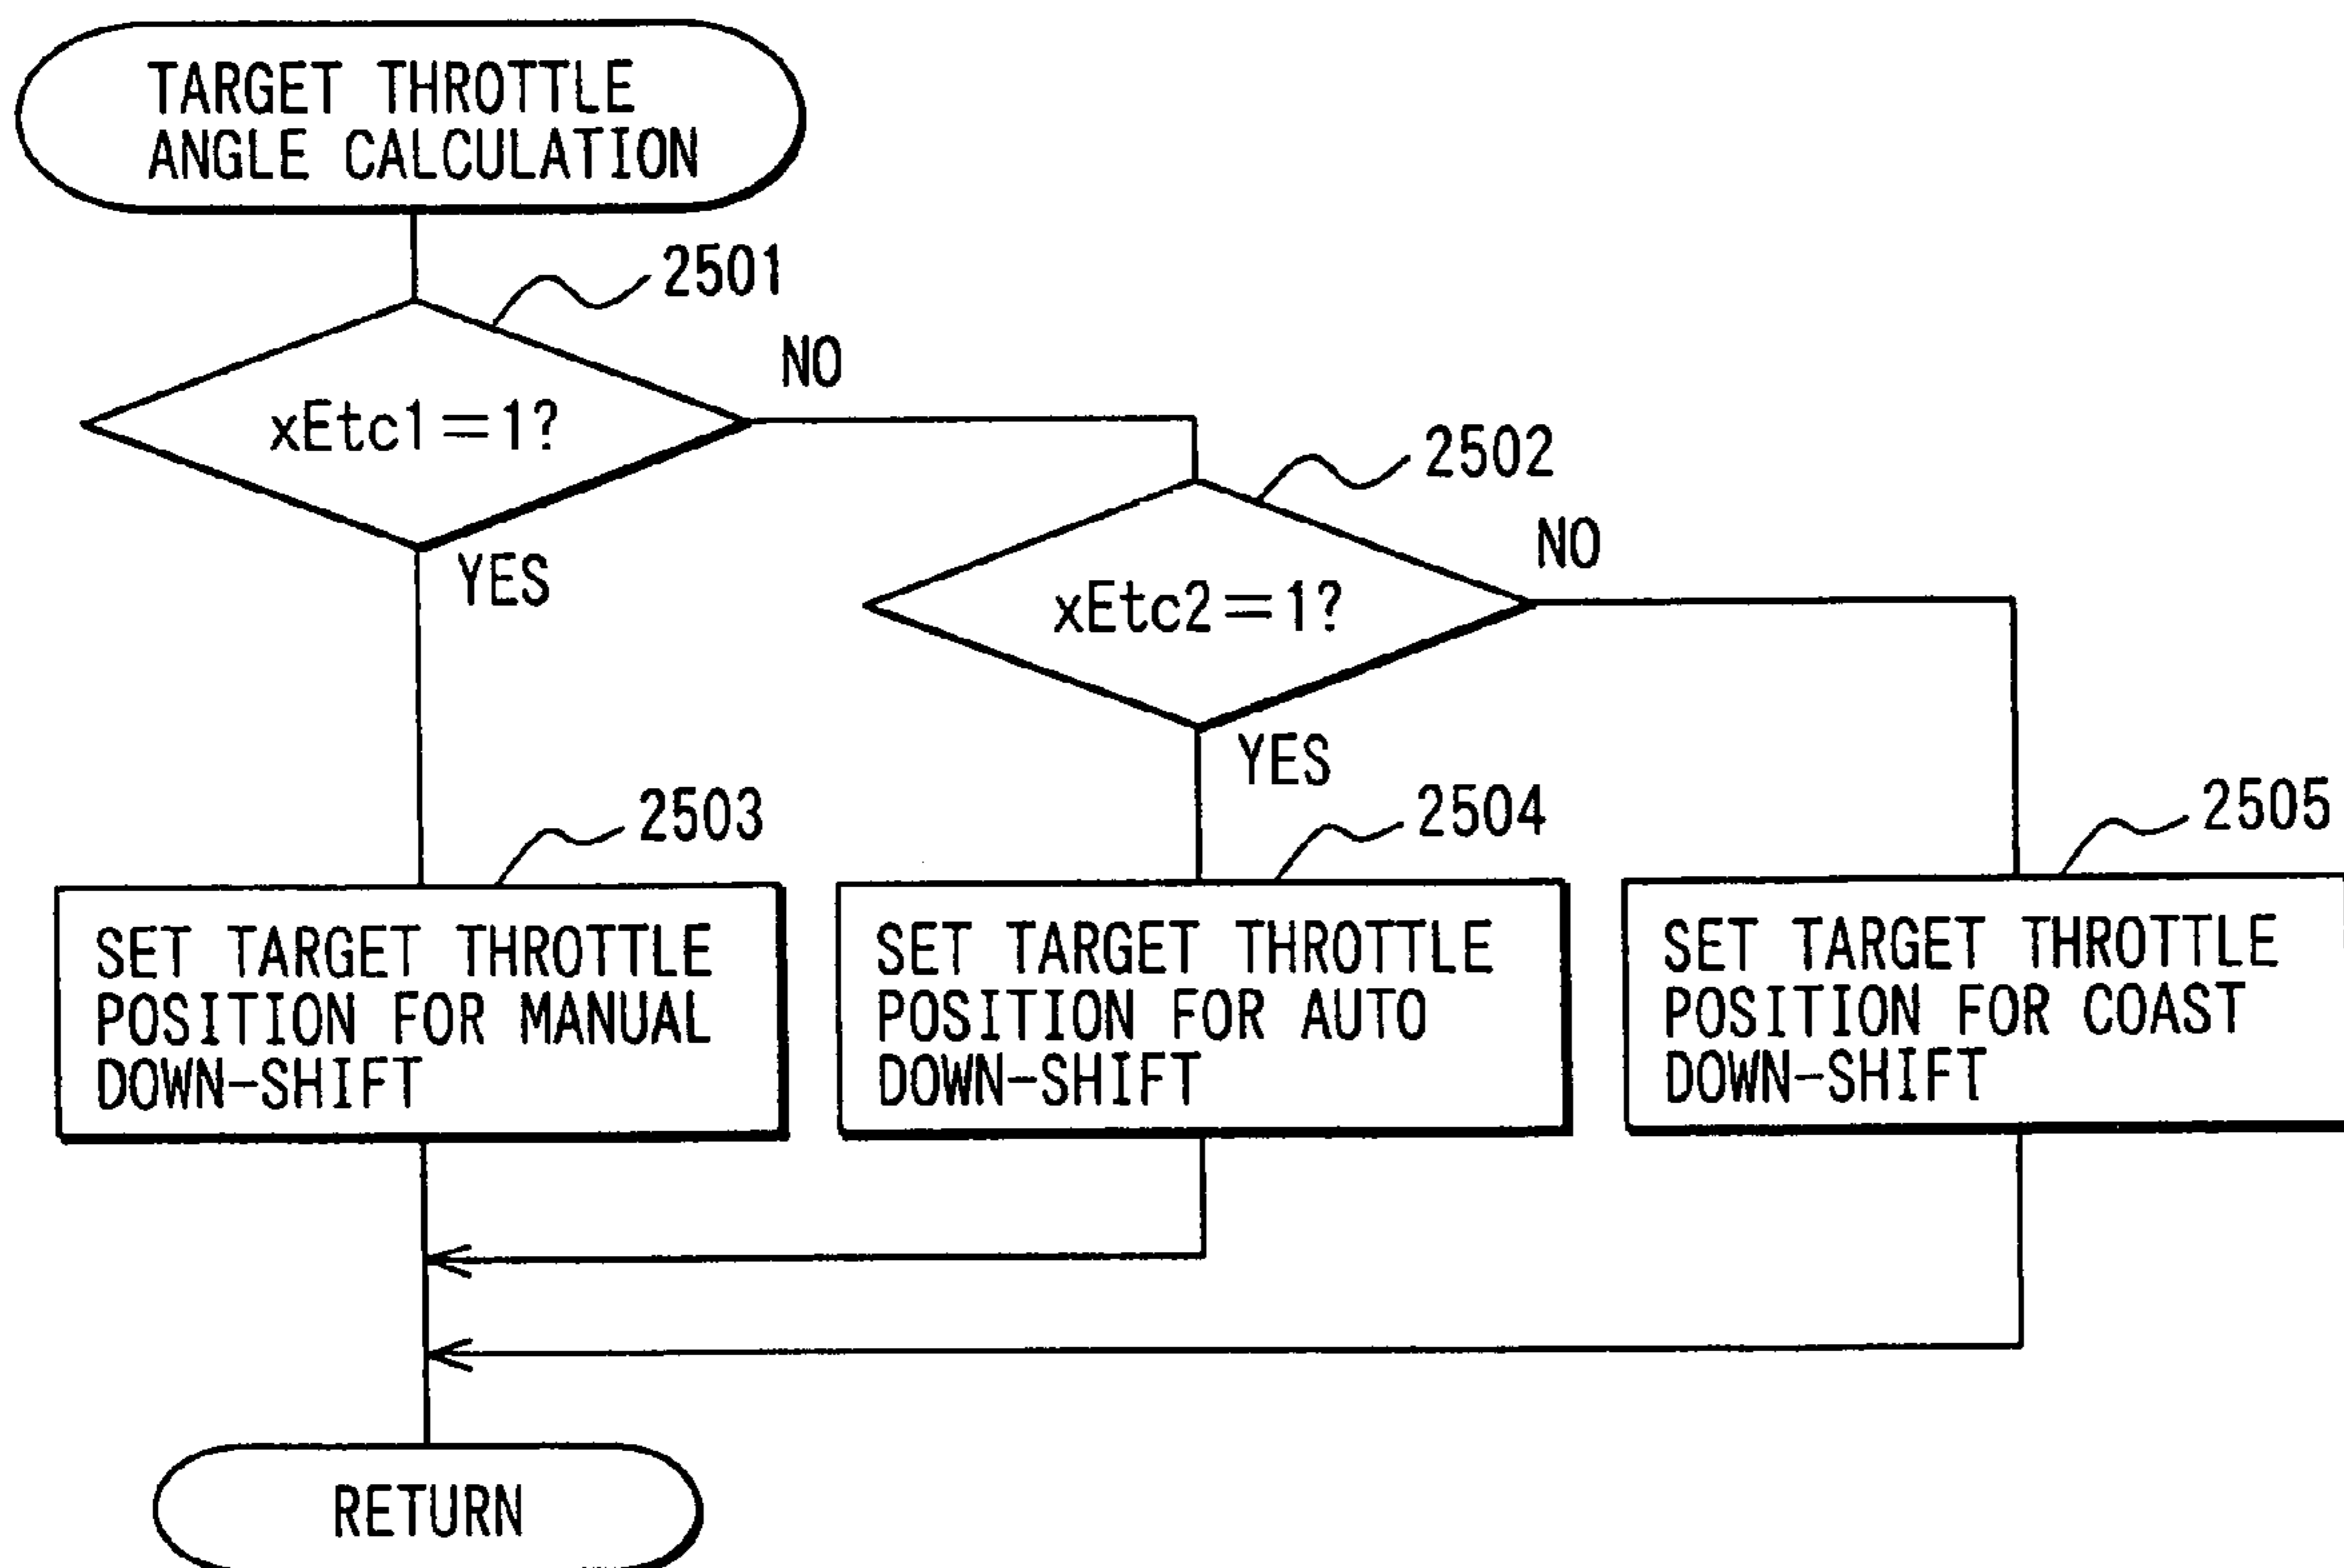 TARGET THROTTLE
ANGLE CALCULATION
2501
NO
xEtc1=1?
YES
2502
NO
xEtc2=1?
YES
2503
2504
2505
SET TARGET THROTTLE
POSITION FOR MANUAL
DOWN-SHIFT
SET TARGET THROTTLE
POSITION FOR AUTO
DOWN-SHIFT
SET TARGET THROTTLE
POSITION FOR COAST
DOWN-SHIFT
RETURN